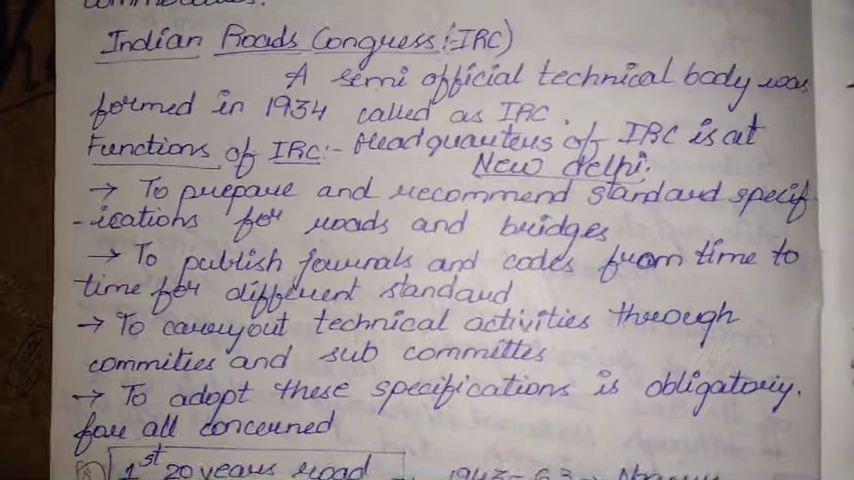 Indian Roads Congress:-IRC)
A semi official technical body was
formed in 1934 called as IRC.
Functions of IRC:- Headquarters of IRC is at
New delhi.
→ To prepare and recommend standard specif
-ications for roads and bridges
→ To publish journals and codes from time to
time for different standard
→ To carryout technical activities through
commities and sub committes
→ To adopt these specifications is obligatoriy.
for all concerned
1st 20 years road 1943-63